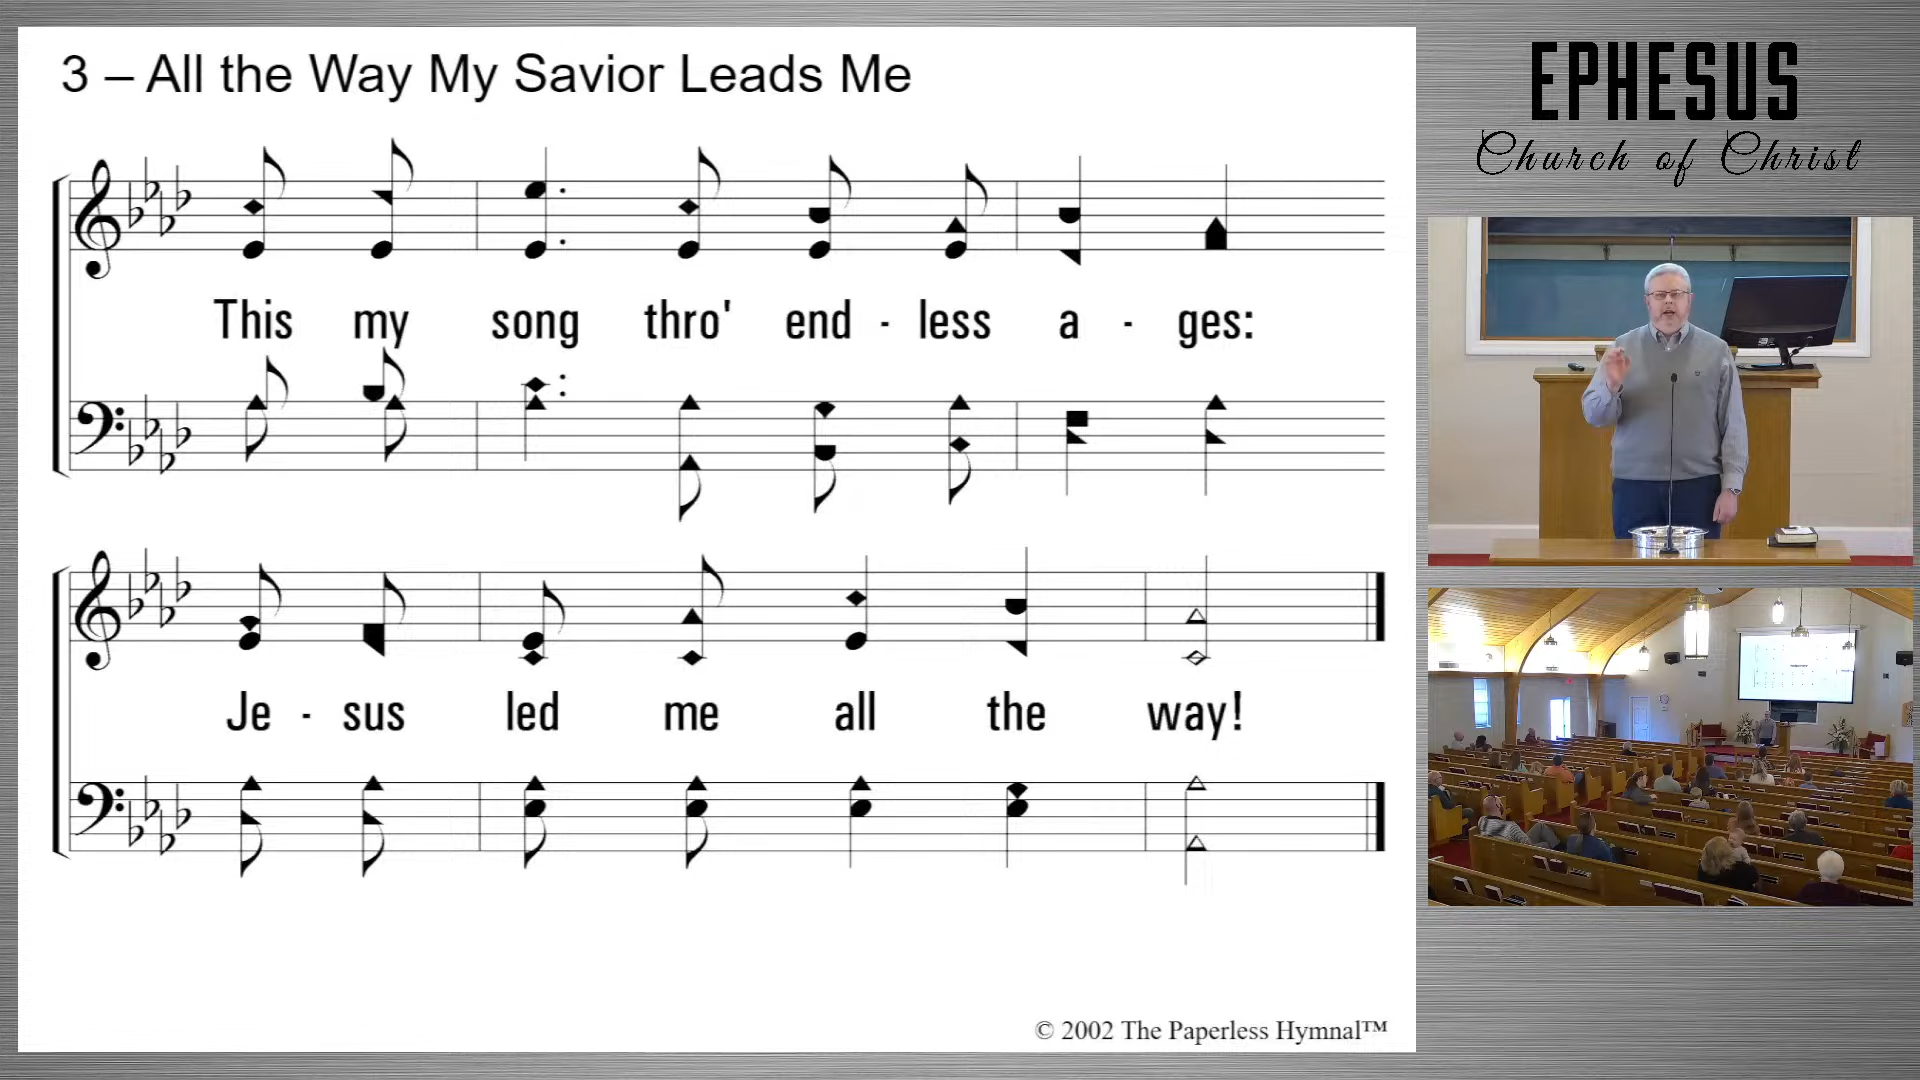 3 – All the Way My Savior Leads Me
This my song thro' end - less a - ges:
Je - sus led me all the way!
© 2002 The Paperless Hymnal™
EPHESUS
Church of Christ